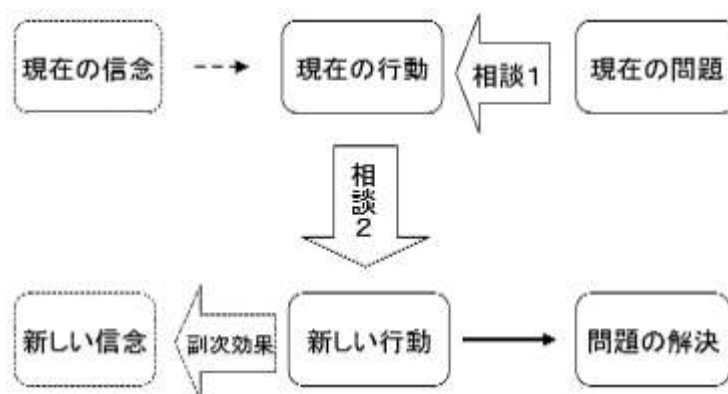 現在の信念
現在の行動
相談1
現在の問題
相談2
新しい信念
副次効果
新しい行動
問題の解決